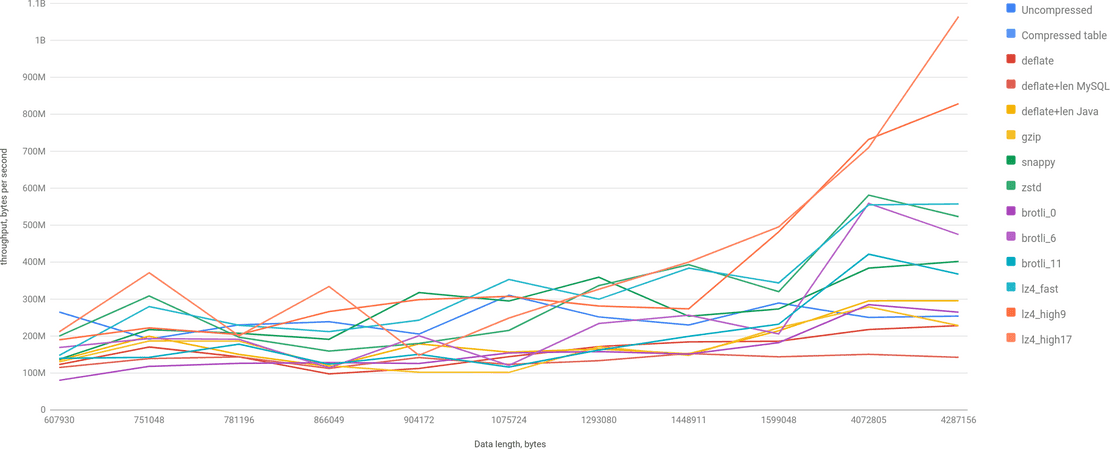 1.1B
1B
900M
800M
700M
600M
500M
400M
300M
200M
100M
0
throughput, bytes per second
607930 751048 781196 866049 904172 1075724 1293080 1448911 1599048 4072805 4287156
Data length, bytes
Uncompressed
Compressed table
deflate
deflate+len MySQL
deflate+len Java
gzip
snappy
zstd
brotli_0
brotli_6
brotli_11
lz4_fast
lz4_high9
lz4_high17